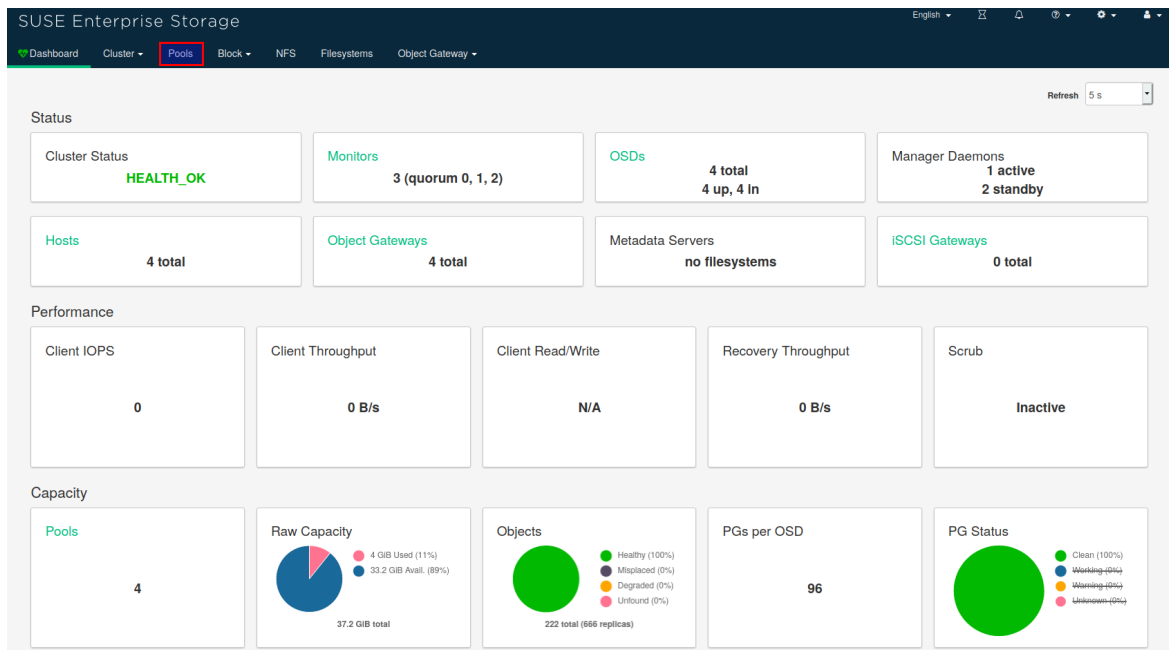 SUSE Enterprise Storage
English
Dashboard Cluster Pools Block NFS Filesystems Object Gateway
Refresh 5 s
Status
Cluster Status
HEALTH_OK
Monitors
3 (quorum 0, 1, 2)
OSDs
4 total
4 up, 4 in
Manager Daemons
1 active
2 standby
Hosts
4 total
Object Gateways
4 total
Metadata Servers
no filesystems
iSCSI Gateways
0 total
Performance
Client IOPS
0
Client Throughput
0 B/s
Client Read/Write
N/A
Recovery Throughput
0 B/s
Scrub
Inactive
Capacity
Pools
4
Raw Capacity
4 GiB Used (11%)
33.2 GiB Avail. (89%)
37.2 GiB total
Objects
Healthy (100%)
Misplaced (0%)
Degraded (0%)
Unfound (0%)
222 total (666 replicas)
PGs per OSD
96
PG Status
Clean (100%)
Working (0%)
Warning (0%)
Unknown (0%)